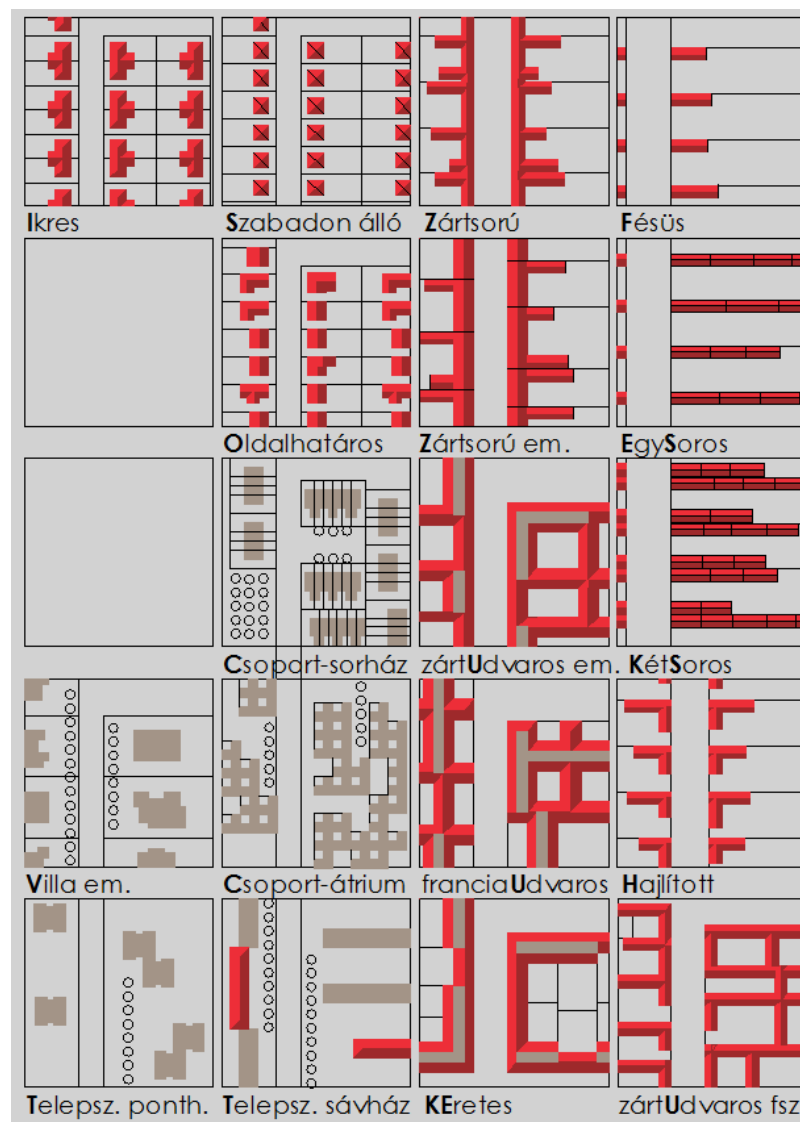 Ikres Szabadon álló Zártsorú Fésüs
Oldalhatáros Zártsorú em. EgySoros
Csoport-sorház zártUdvaros em. KétSoros
Villa em. Csoport-átrium franciaUdvaros Hajlított
Telepsz. ponth. Telepsz. sávház KEretes zártUdvaros fsz